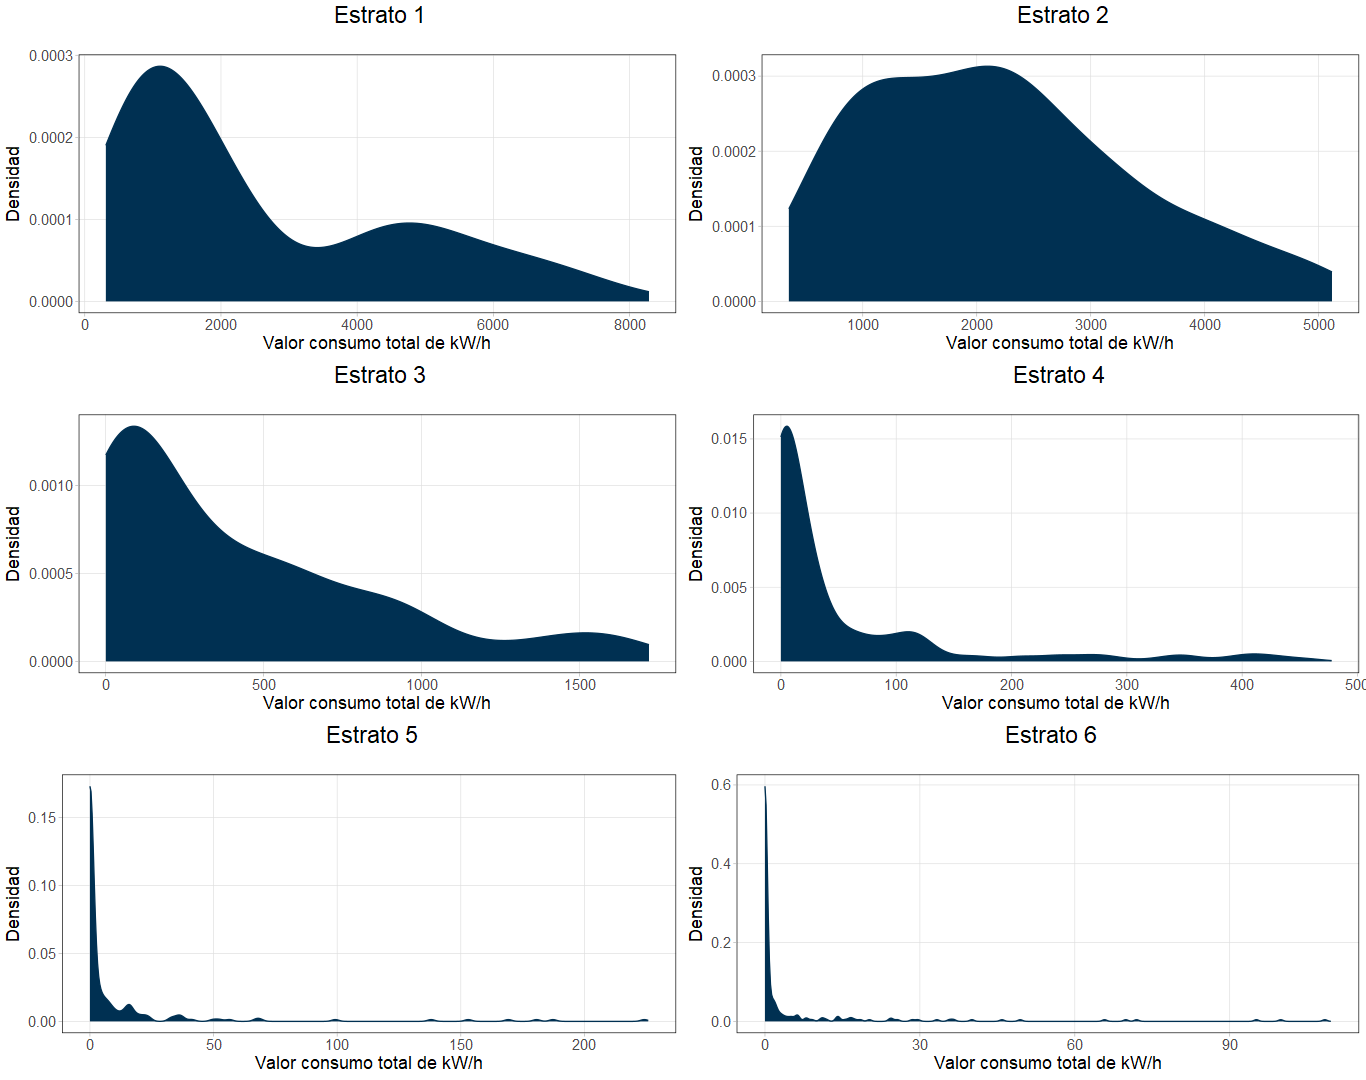 Estrato 1
Densidad
0.0003
0.0002
0.0001
0.0000
0 2000 4000 6000 8000
Valor consumo total de kW/h
Estrato 2
Densidad
0.0003
0.0002
0.0001
0.0000
1000 2000 3000 4000 5000
Valor consumo total de kW/h
Estrato 3
Densidad
0.0010
0.0005
0.0000
0 500 1000 1500
Valor consumo total de kW/h
Estrato 4
Densidad
0.015
0.010
0.005
0.000
0 100 200 300 400 500
Valor consumo total de kW/h
Estrato 5
Densidad
0.15
0.10
0.05
0.00
0 50 100 150 200
Valor consumo total de kW/h
Estrato 6
Densidad
0.6
0.4
0.2
0.0
0 30 60 90
Valor consumo total de kW/h